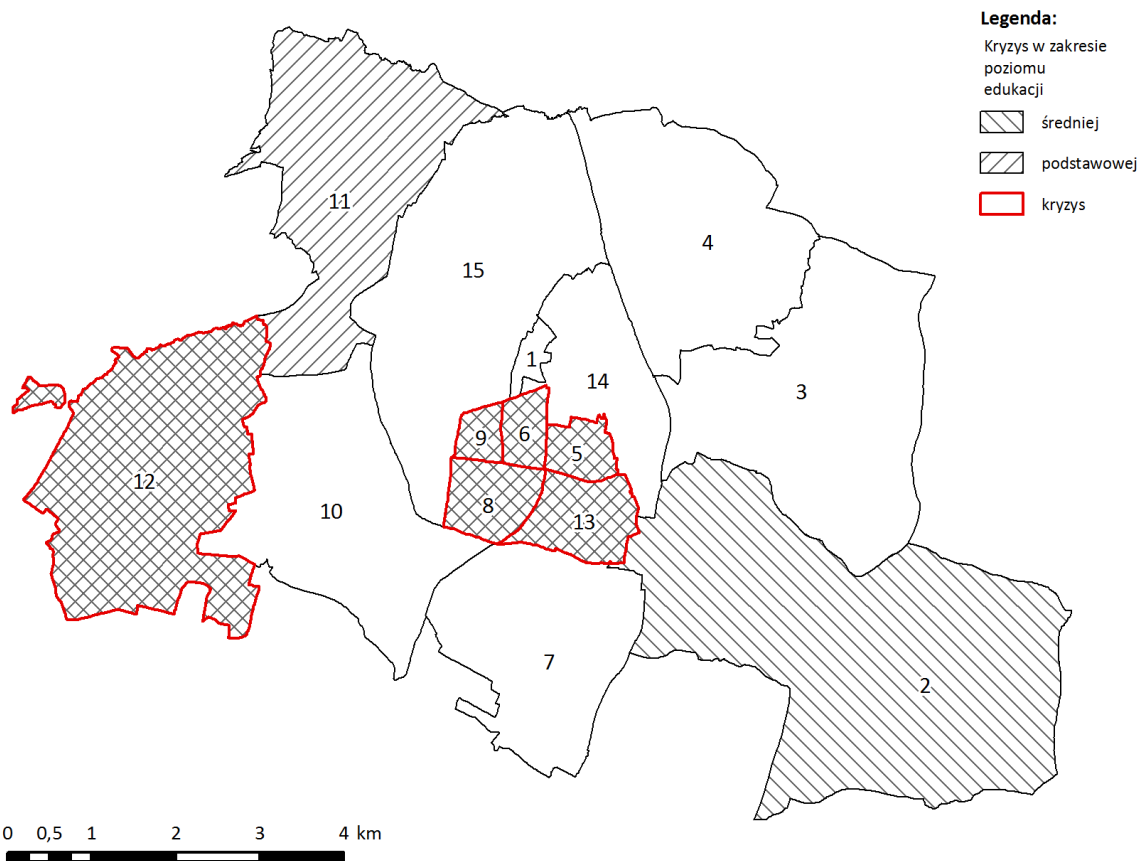 Legenda:
Kryzys w zakresie
poziomu
edukacji
średniej
podstawowej
kryzys
11
4
15
1
14
3
9
6
5
12
10
8
13
7
2
0 0,5 1 2 3 4 km